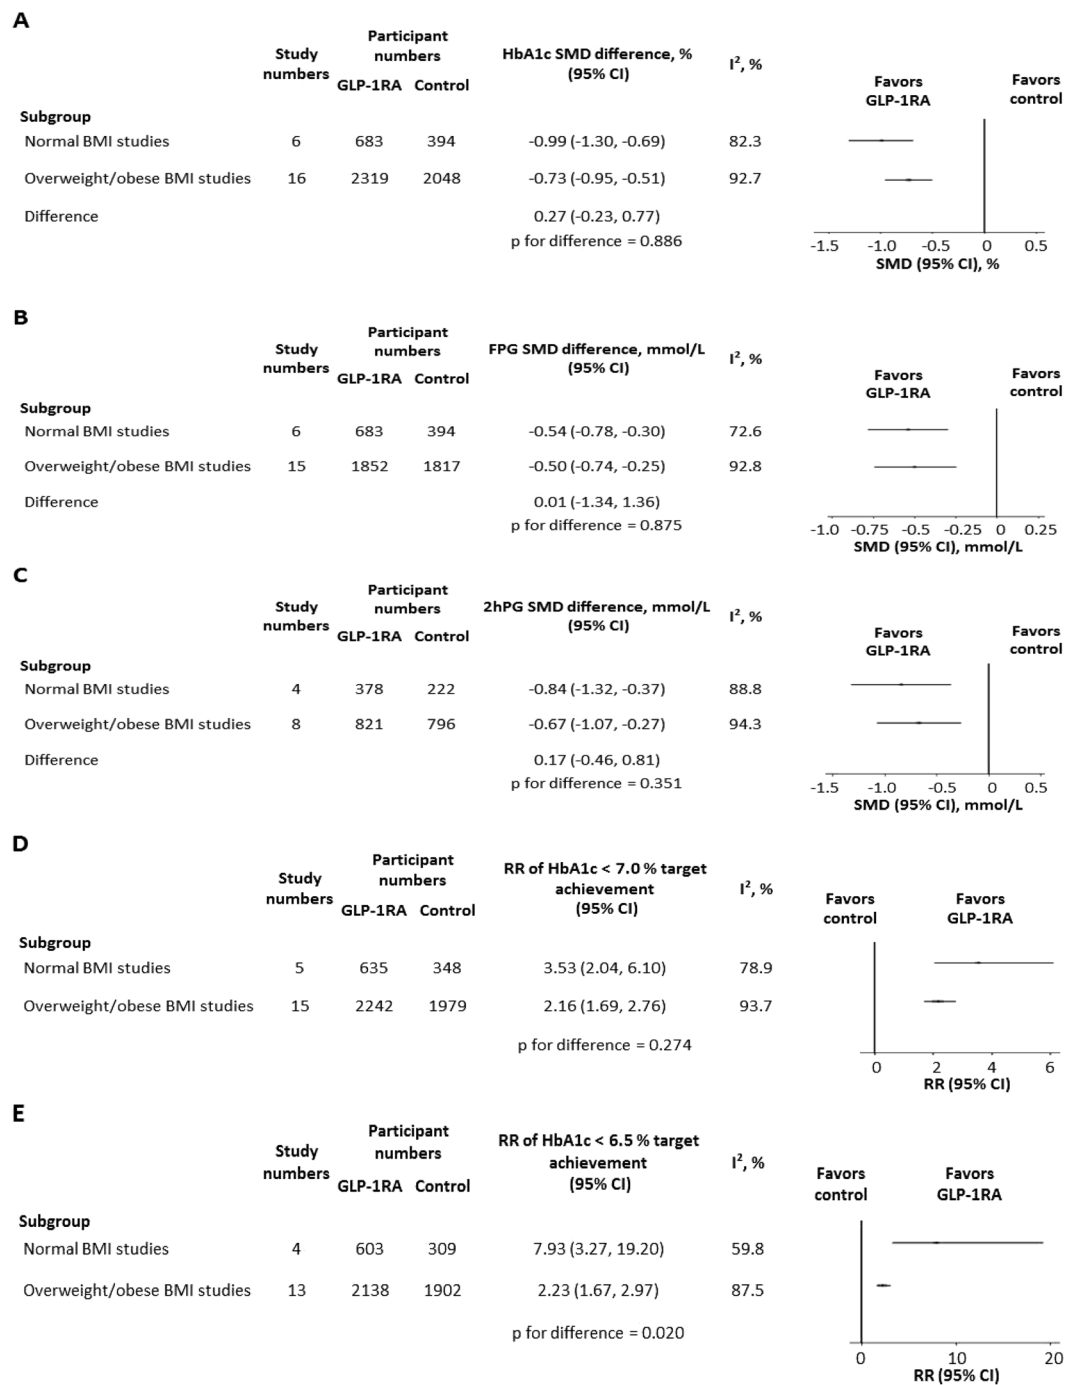 A
Study numbers
Participant numbers
GLP-1RA Control
HbA1c SMD difference, % (95% CI)
I², %
Favors GLP-1RA
Favors control
Subgroup
Normal BMI studies 6 683 394 -0.99 (-1.30, -0.69) 82.3
Overweight/obese BMI studies 16 2319 2048 -0.73 (-0.95, -0.51) 92.7
Difference 0.27 (-0.23, 0.77)
p for difference = 0.886
-1.5 -1.0 -0.5 0 0.5
SMD (95% CI), %
B
Study numbers
Participant numbers
GLP-1RA Control
FPG SMD difference, mmol/L (95% CI)
I², %
Favors GLP-1RA
Favors control
Subgroup
Normal BMI studies 6 683 394 -0.54 (-0.78, -0.30) 72.6
Overweight/obese BMI studies 15 1852 1817 -0.50 (-0.74, -0.25) 92.8
Difference 0.01 (-1.34, 1.36)
p for difference = 0.875
-1.0 -0.75 -0.5 -0.25 0 0.25
SMD (95% CI), mmol/L
C
Study numbers
Participant numbers
GLP-1RA Control
2hPG SMD difference, mmol/L (95% CI)
I², %
Favors GLP-1RA
Favors control
Subgroup
Normal BMI studies 4 378 222 -0.84 (-1.32, -0.37) 88.8
Overweight/obese BMI studies 8 821 796 -0.67 (-1.07, -0.27) 94.3
Difference 0.17 (-0.46, 0.81)
p for difference = 0.351
-1.5 -1.0 -0.5 0 0.5
SMD (95% CI), mmol/L
D
Study numbers
Participant numbers
GLP-1RA Control
RR of HbA1c < 7.0 % target achievement (95% CI)
I², %
Favors control
Favors GLP-1RA
Subgroup
Normal BMI studies 5 635 348 3.53 (2.04, 6.10) 78.9
Overweight/obese BMI studies 15 2242 1979 2.16 (1.69, 2.76) 93.7
p for difference = 0.274
0 2 4 6
RR (95% CI)
E
Study numbers
Participant numbers
GLP-1RA Control
RR of HbA1c < 6.5 % target achievement (95% CI)
I², %
Favors control
Favors GLP-1RA
Subgroup
Normal BMI studies 4 603 309 7.93 (3.27, 19.20) 59.8
Overweight/obese BMI studies 13 2138 1902 2.23 (1.67, 2.97) 87.5
p for difference = 0.020
0 10 20
RR (95% CI)